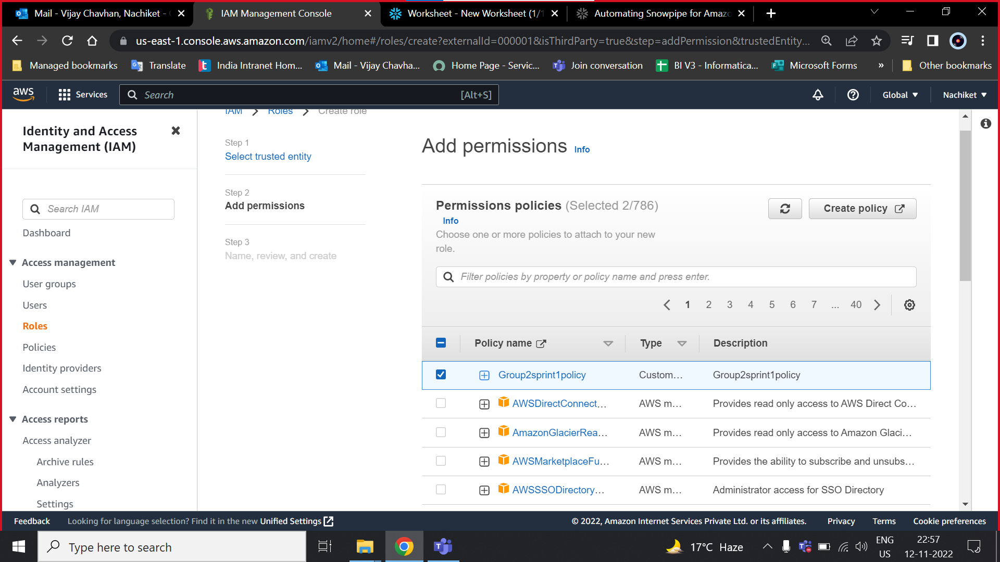 Mail - Vijay Chavhan, Nachiket -
IAM Management Console
Worksheet - New Worksheet (1/1
Automating Snowpipe for Amazo
us-east-1.console.aws.amazon.com/iamv2/home#/roles/create?externalId=000001&isThirdParty=true&step=addPermission&trustedEntity...
Managed bookmarks
Translate
India Intranet Hom...
Mail - Vijay Chavha...
Home Page - Servic...
Join conversation
BI V3 - Informatica...
Microsoft Forms
»
Other bookmarks
aws
Services
Search
[Alt+S]
Global
Nachiket
Identity and Access
Management (IAM)
Search IAM
Dashboard
Access management
User groups
Users
Roles
Policies
Identity providers
Account settings
Access reports
Access analyzer
Archive rules
Analyzers
Settings
IAM
Roles
Create role
Step 1
Select trusted entity
Step 2
Add permissions
Step 3
Name, review, and create
Add permissions Info
Permissions policies (Selected 2/786)
Info
Choose one or more policies to attach to your new
role.
Create policy
Filter policies by property or policy name and press enter.
1 2 3 4 5 6 7 ... 40
Policy name Type Description
Group2sprint1policy Custom... Group2sprint1policy
AWSDirectConnect... AWS m... Provides read only access to AWS Direct Co...
AmazonGlacierRea... AWS m... Provides read only access to Amazon Glaci...
AWSMarketplaceFu... AWS m... Provides the ability to subscribe and unsubs...
AWSSSODirectory... AWS m... Administrator access for SSO Directory
Feedback
Looking for language selection? Find it in the new Unified Settings
© 2022, Amazon Internet Services Private Ltd. or its affiliates.
Privacy
Terms
Cookie preferences
Type here to search
17°C Haze
ENG
US
22:57
12-11-2022